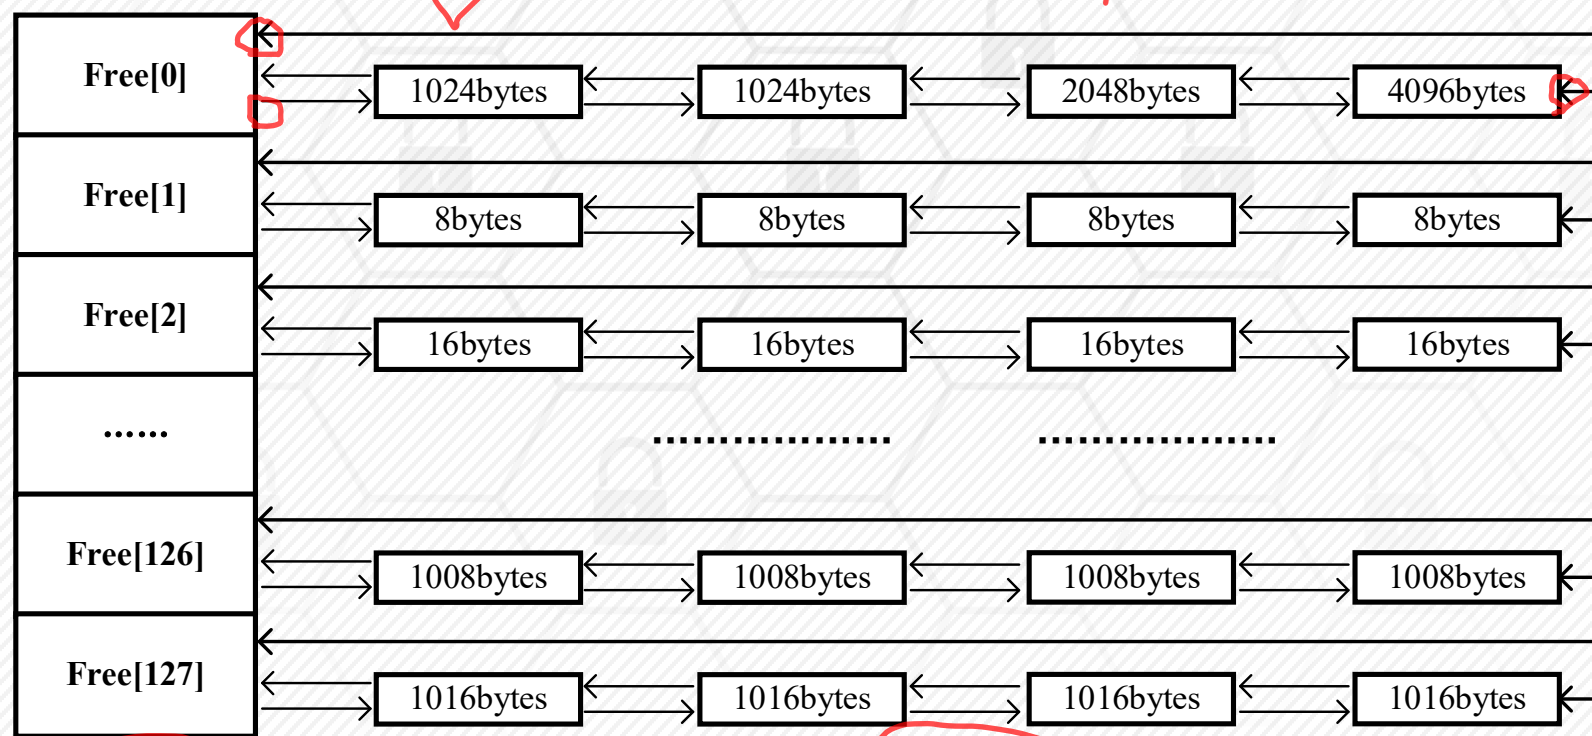 Free[0] 1024bytes 1024bytes 2048bytes 4096bytes
Free[1] 8bytes 8bytes 8bytes 8bytes
Free[2] 16bytes 16bytes 16bytes 16bytes
...... ...................... ......................
Free[126] 1008bytes 1008bytes 1008bytes 1008bytes
Free[127] 1016bytes 1016bytes 1016bytes 1016bytes